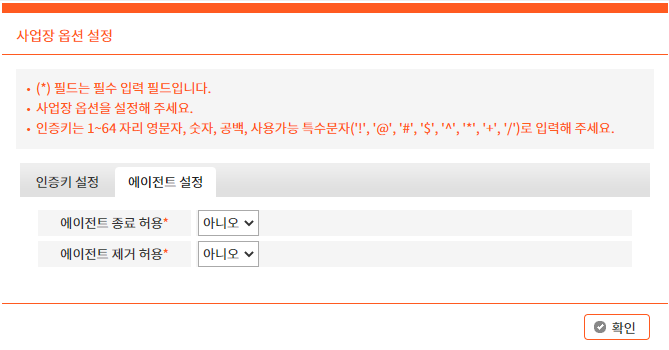 사업장 옵션 설정
• (*) 필드는 필수 입력 필드입니다.
• 사업장 옵션을 설정해 주세요.
• 인증키는 1~64 자리 영문자, 숫자, 공백, 사용가능 특수문자('!', '@', '#', '$', '^', '*', '+', '/')로 입력해 주세요.
인증키 설정 에이전트 설정
에이전트 종료 허용* 아니오
에이전트 제거 허용* 아니오
확인